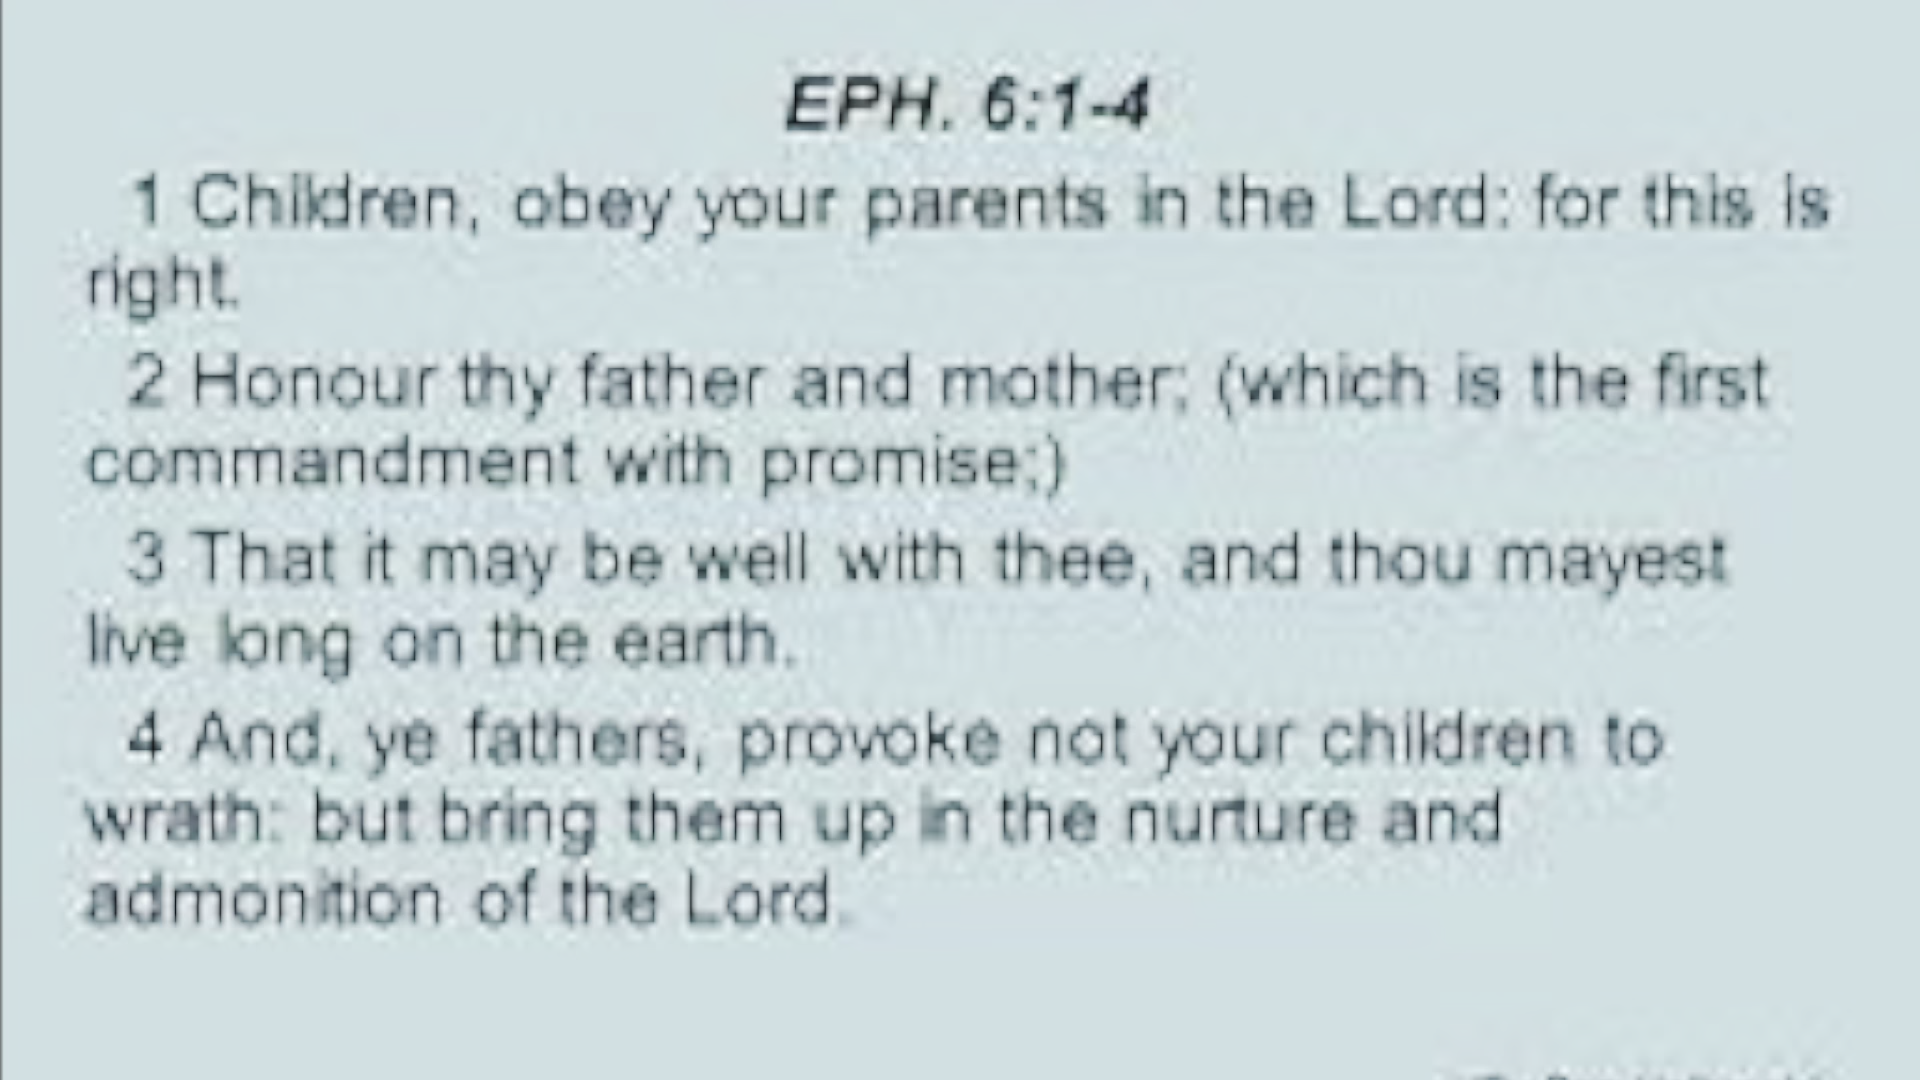 EPH. 6:1-4
1 Children, obey your parents in the Lord: for this is
right.
2 Honour thy father and mother; (which is the first
commandment with promise;)
3 That it may be well with thee, and thou mayest
live long on the earth.
4 And, ye fathers, provoke not your children to
wrath: but bring them up in the nurture and
admonition of the Lord.